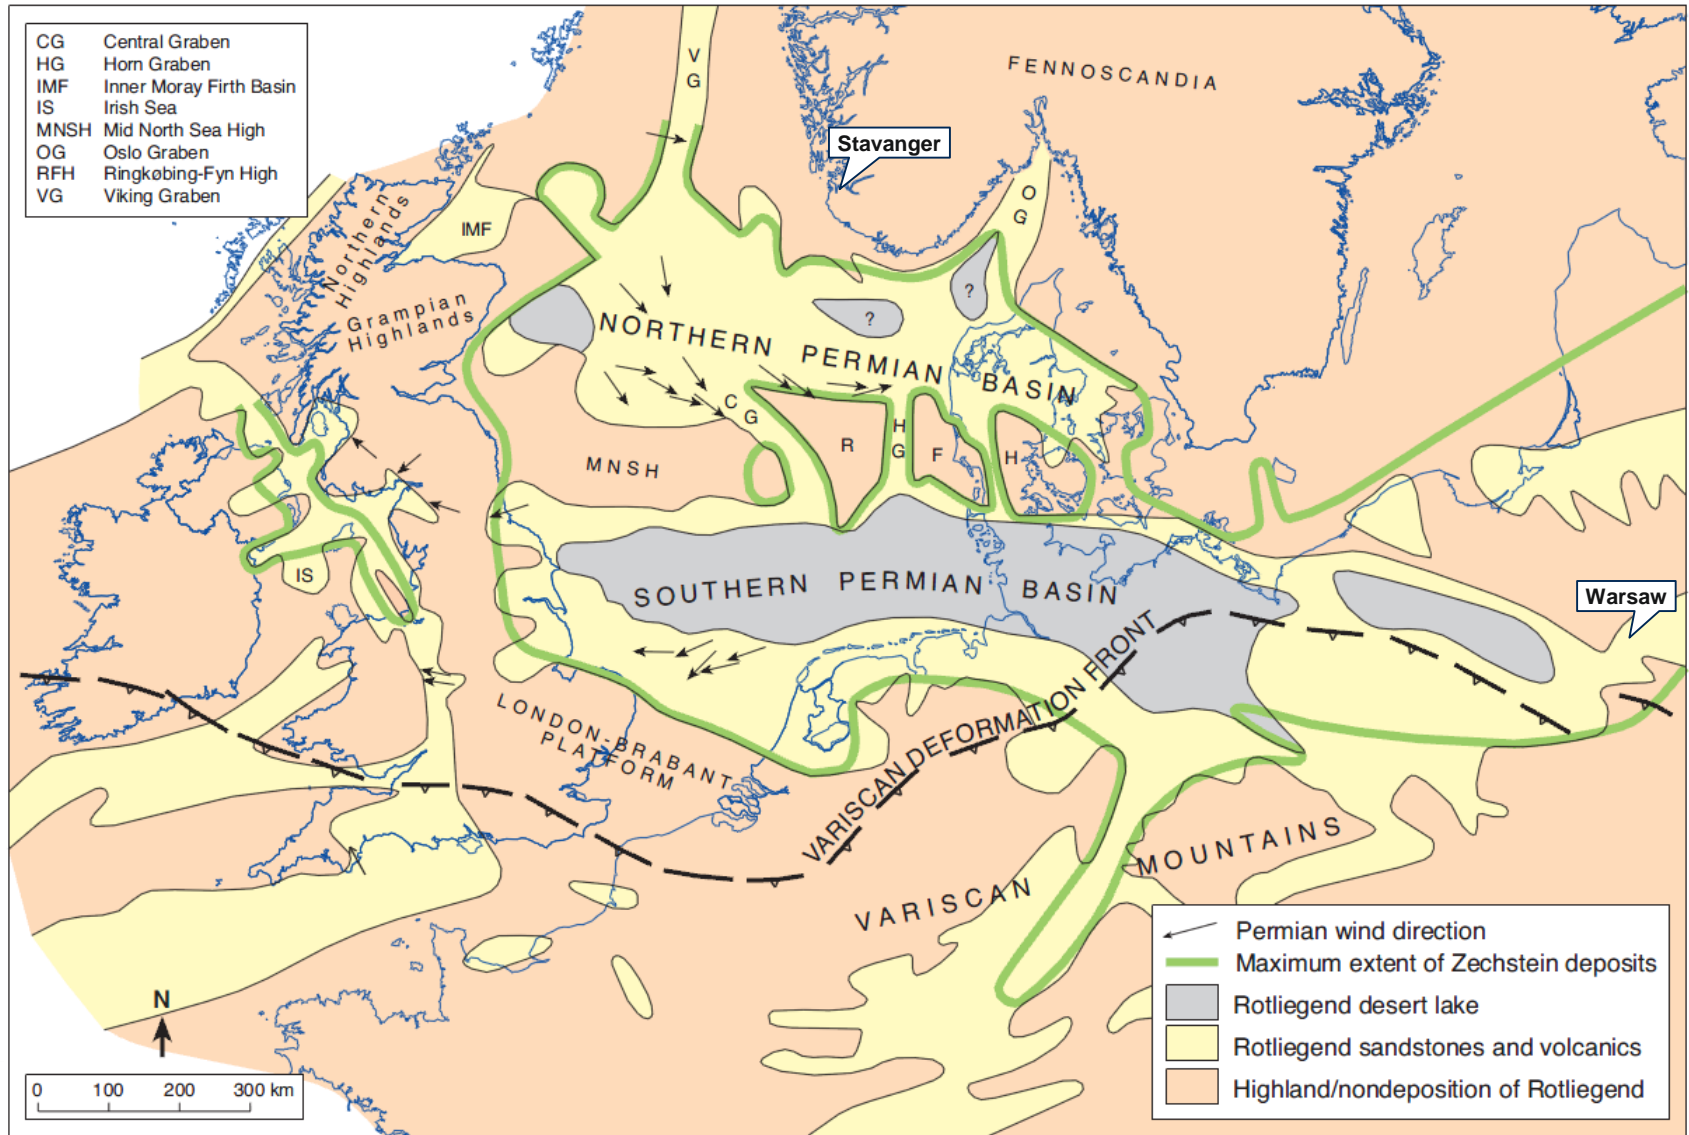 CG Central Graben
HG Horn Graben
IMF Inner Moray Firth Basin
IS Irish Sea
MNSH Mid North Sea High
OG Oslo Graben
RFH Ringkøbing-Fyn High
VG Viking Graben
VG
FENNOSCANDIA
Stavanger
OG
Northern Highlands
IMF
Grampian Highlands
?
?
NORTHERN PERMIAN BASIN
CG
HG
R
F
H
MNSH
IS
SOUTHERN PERMIAN BASIN
Warsaw
VARISCAN DEFORMATION FRONT
LONDON-BRABANT PLATFORM
VARISCAN MOUNTAINS
N
0 100 200 300 km
Permian wind direction
Maximum extent of Zechstein deposits
Rotliegend desert lake
Rotliegend sandstones and volcanics
Highland/nondeposition of Rotliegend